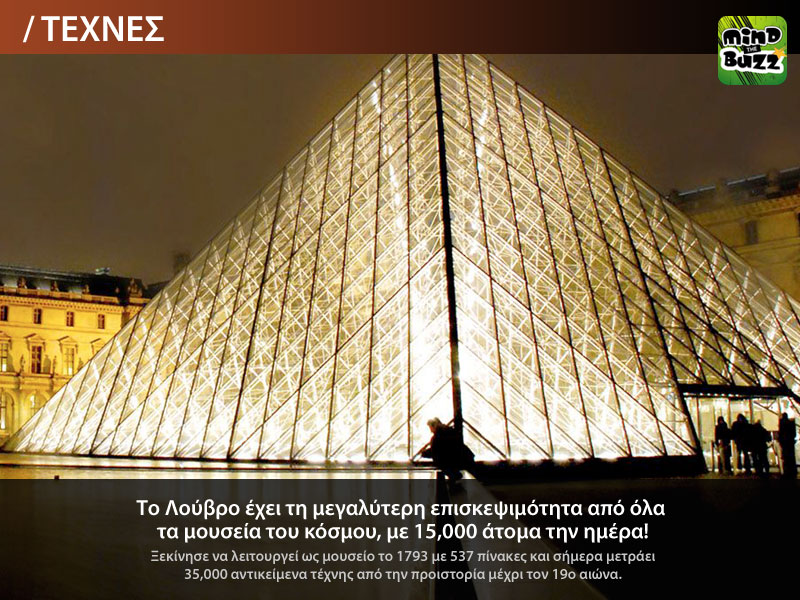 / ΤΕΧΝΕΣ
MIND
THE
BUZZ
Το Λούβρο έχει τη μεγαλύτερη επισκεψιμότητα από όλα
τα μουσεία του κόσμου, με 15,000 άτομα την ημέρα!
Ξεκίνησε να λειτουργεί ως μουσείο το 1793 με 537 πίνακες και σήμερα μετράει
35,000 αντικείμενα τέχνης από την προιστορία μέχρι τον 19ο αιώνα.